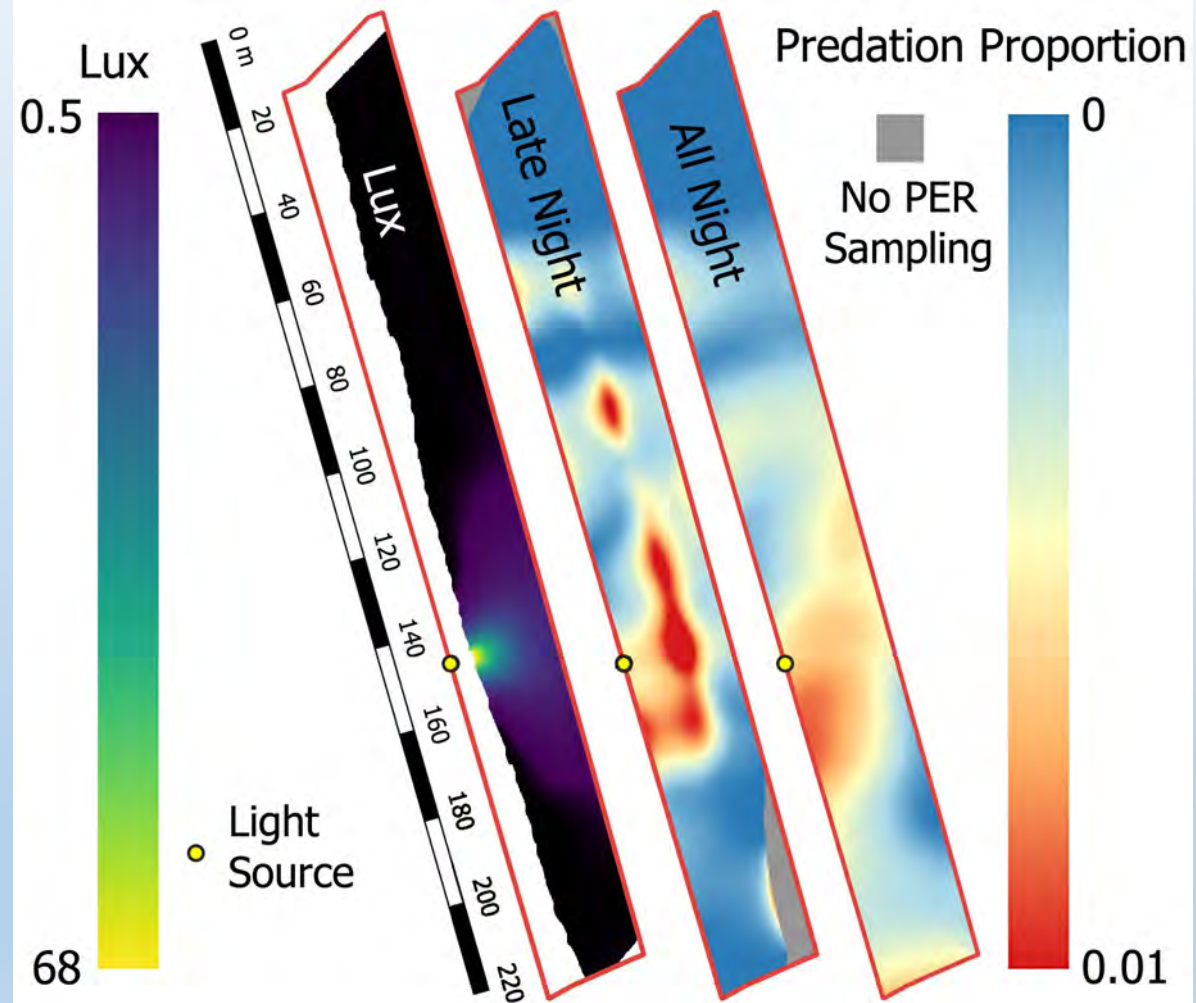 Lux
0.5
68
Light
Source
0 m
20
40
60
80
100
120
140
160
180
200
220
Lux
Late Night
All Night
Predation Proportion
No PER
Sampling
0
0.01